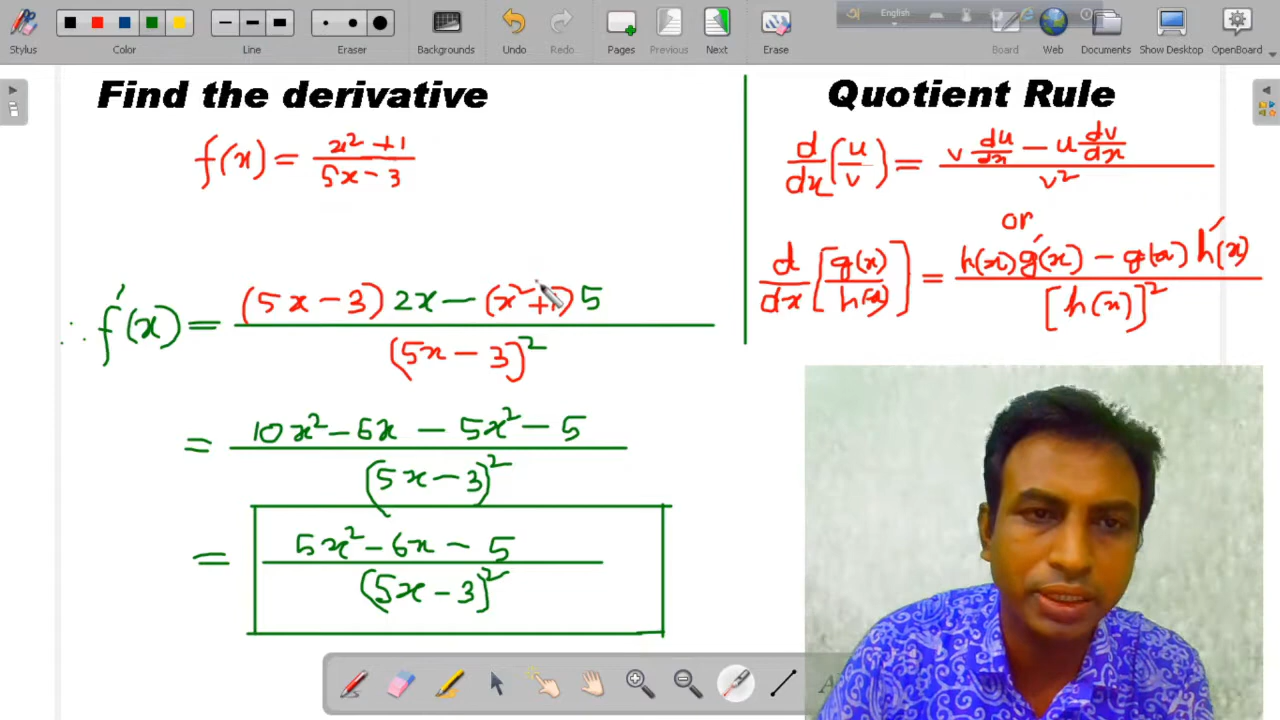 Stylus Color Line Eraser Backgrounds Undo Redo Pages Previous Next Erase English Board Web Documents Show Desktop OpenBoard
Find the derivative
f(x) = x² + 1 / 5x - 3
∴ f'(x) = (5x - 3) 2x - (x² + 1) 5 / (5x - 3)²
= 10x² - 6x - 5x² - 5 / (5x - 3)²
= 5x² - 6x - 5 / (5x - 3)²
Quotient Rule
d/dx (u/v) = v du/dx - u dv/dx / v²
or
d/dx [g(x)/h(x)] = h(x) g'(x) - g(x) h'(x) / [h(x)]²